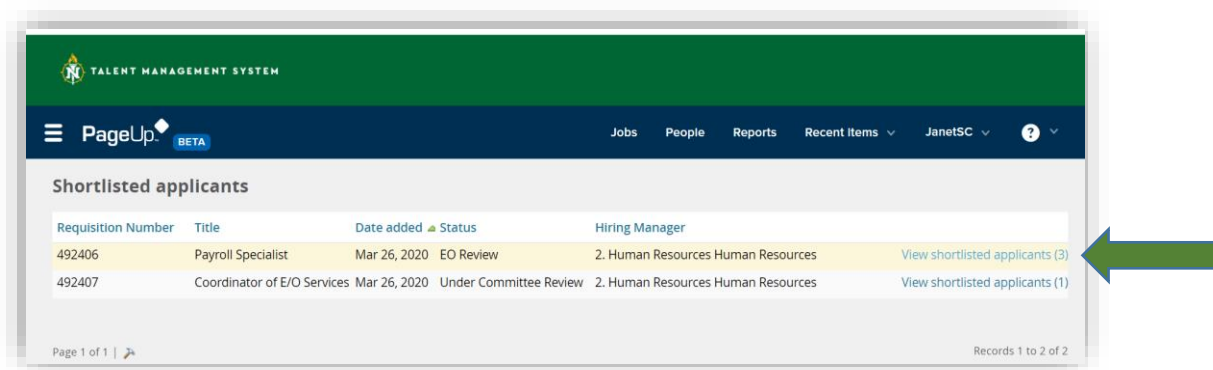 TALENT MANAGEMENT SYSTEM
PageUp. BETA Jobs People Reports Recent Items JanetSC ?
Shortlisted applicants
Requisition Number Title Date added Status Hiring Manager
492406 Payroll Specialist Mar 26, 2020 EO Review 2. Human Resources Human Resources View shortlisted applicants (3)
492407 Coordinator of E/O Services Mar 26, 2020 Under Committee Review 2. Human Resources Human Resources View shortlisted applicants (1)
Page 1 of 1 | Records 1 to 2 of 2